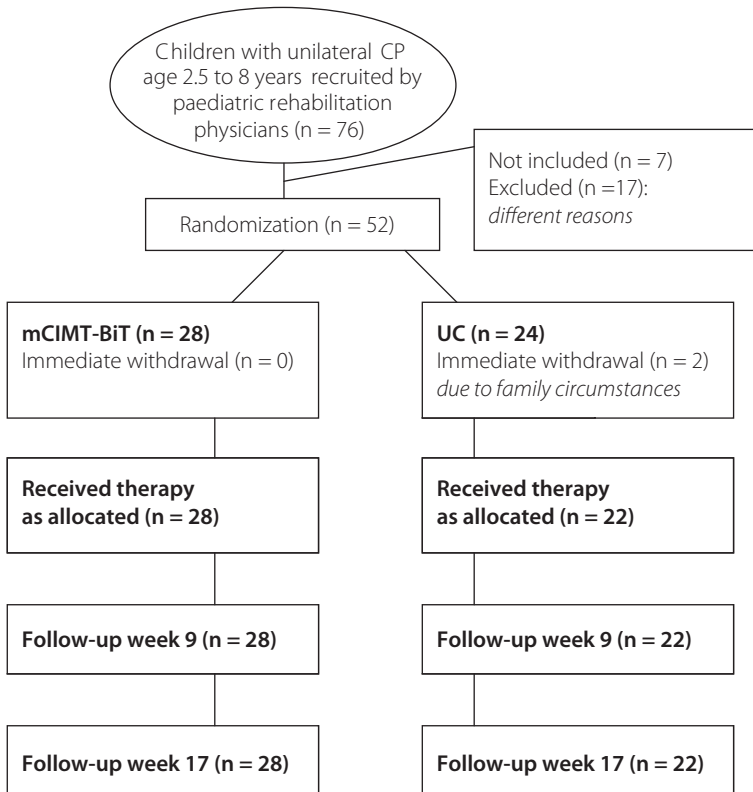 Children with unilateral CP
age 2.5 to 8 years recruited by
paediatric rehabilitation
physicians (n = 76)
Not included (n = 7)
Excluded (n =17):
different reasons
Randomization (n = 52)
mCIMT-BiT (n = 28)
Immediate withdrawal (n = 0)
UC (n = 24)
Immediate withdrawal (n = 2)
due to family circumstances
Received therapy
as allocated (n = 28)
Received therapy
as allocated (n = 22)
Follow-up week 9 (n = 28)
Follow-up week 9 (n = 22)
Follow-up week 17 (n = 28)
Follow-up week 17 (n = 22)